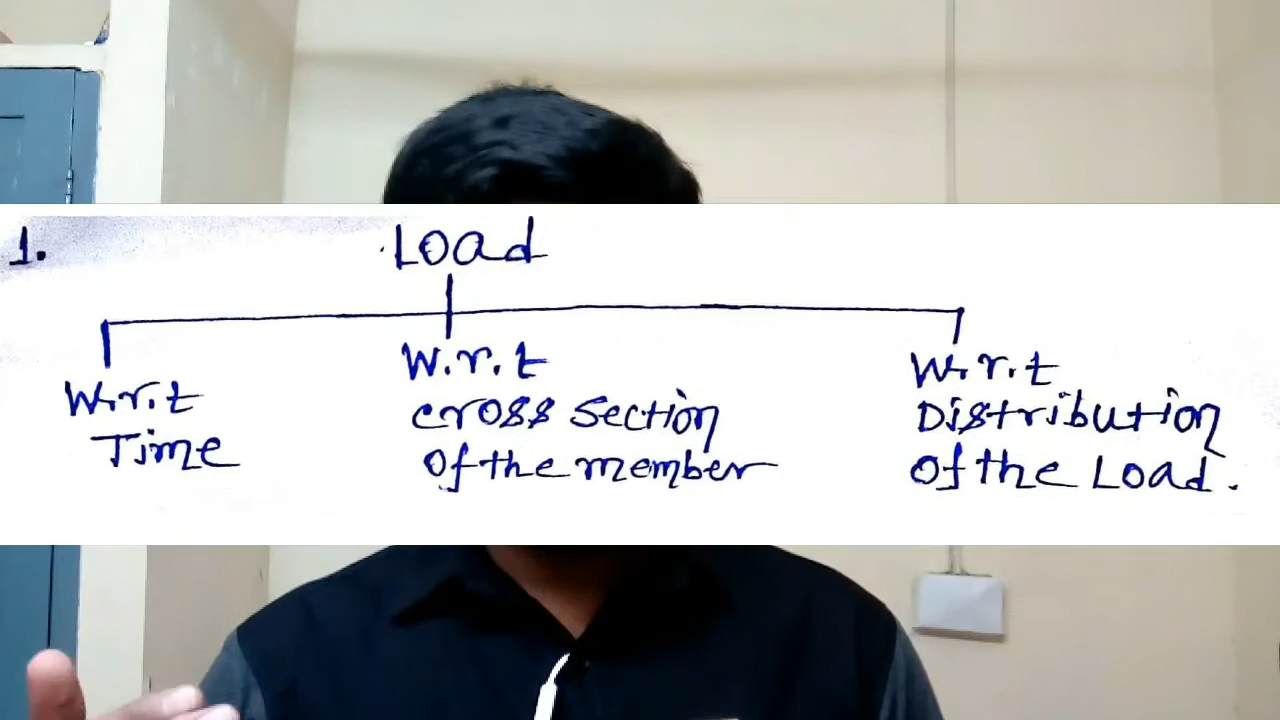 1.
Load
W.r.t
Time
W.r.t
Cross section
of the member
W.r.t
Distribution
of the Load.